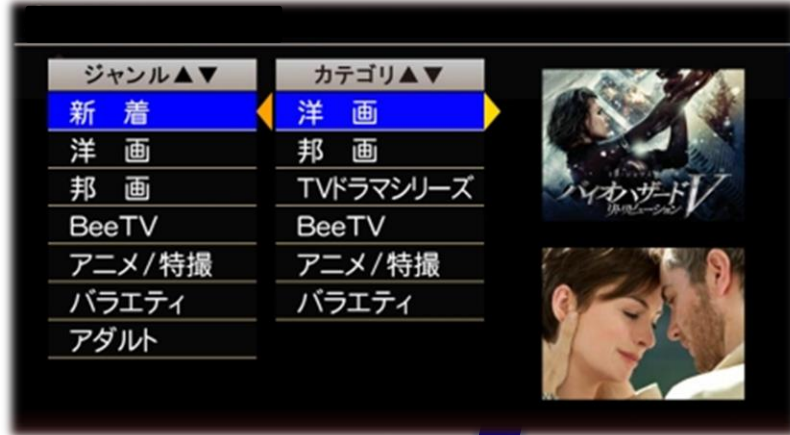 ジャンル▲▼
新 着
洋 画
邦 画
BeeTV
アニメ/特撮
バラエティ
アダルト
カテゴリ▲▼
洋 画
邦 画
TVドラマシリーズ
BeeTV
アニメ/特撮
バラエティ
バイオハザードV
リトリビューション